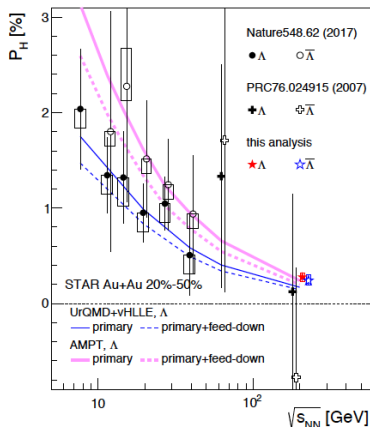 P_H [%]
3
2
1
0
Nature548.62 (2017)
Λ Λ̅
PRC76.024915 (2007)
Λ Λ̅
this analysis
Λ Λ̅
STAR Au+Au 20%-50%
UrQMD+vHLLE, Λ
primary primary+feed-down
AMPT, Λ
primary primary+feed-down
10 10²
√s_NN [GeV]